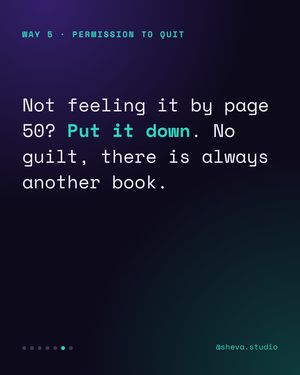 WAY 5 · PERMISSION TO QUIT
Not feeling it by page
50? Put it down. No
guilt, there is always
another book.
@sheva.studio